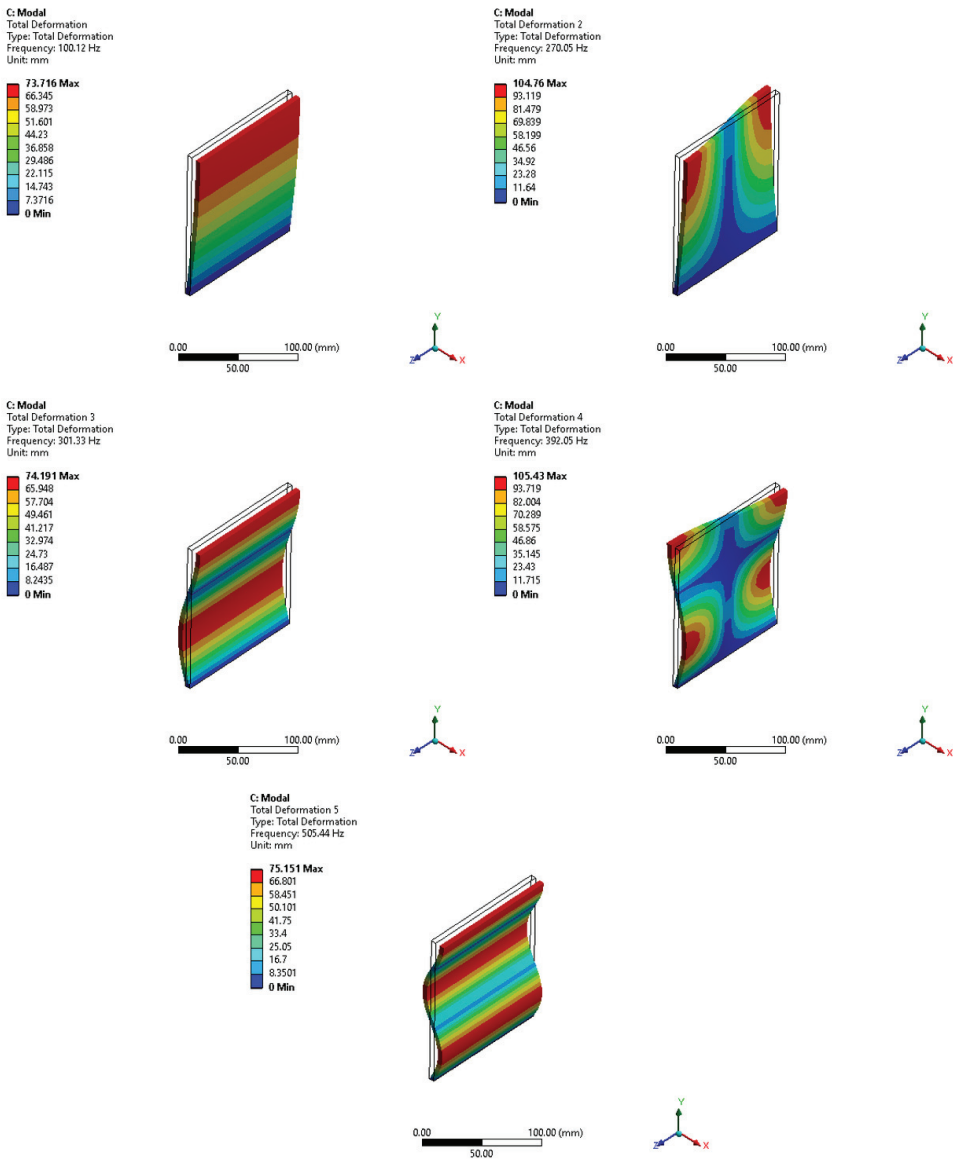 C: Modal
Total Deformation
Type: Total Deformation
Frequency: 100.12 Hz
Unit: mm
73.716 Max
66.345
58.973
51.601
44.23
36.858
29.486
22.115
14.743
7.3716
0 Min
0.00
100.00 (mm)
50.00
Y
Z
X
C: Modal
Total Deformation 2
Type: Total Deformation
Frequency: 270.05 Hz
Unit: mm
104.76 Max
93.119
81.479
69.839
58.199
46.56
34.92
23.28
11.64
0 Min
0.00
100.00 (mm)
50.00
Y
Z
X
C: Modal
Total Deformation 3
Type: Total Deformation
Frequency: 301.33 Hz
Unit: mm
74.191 Max
65.948
57.704
49.461
41.217
32.974
24.73
16.487
8.2435
0 Min
0.00
100.00 (mm)
50.00
Y
Z
X
C: Modal
Total Deformation 4
Type: Total Deformation
Frequency: 392.05 Hz
Unit: mm
105.43 Max
93.719
82.004
70.289
58.575
46.86
35.145
23.43
11.715
0 Min
0.00
100.00 (mm)
50.00
Y
Z
X
C: Modal
Total Deformation 5
Type: Total Deformation
Frequency: 505.44 Hz
Unit: mm
75.151 Max
66.801
58.451
50.101
41.75
33.4
25.05
16.7
8.3501
0 Min
0.00
100.00 (mm)
50.00
Y
Z
X